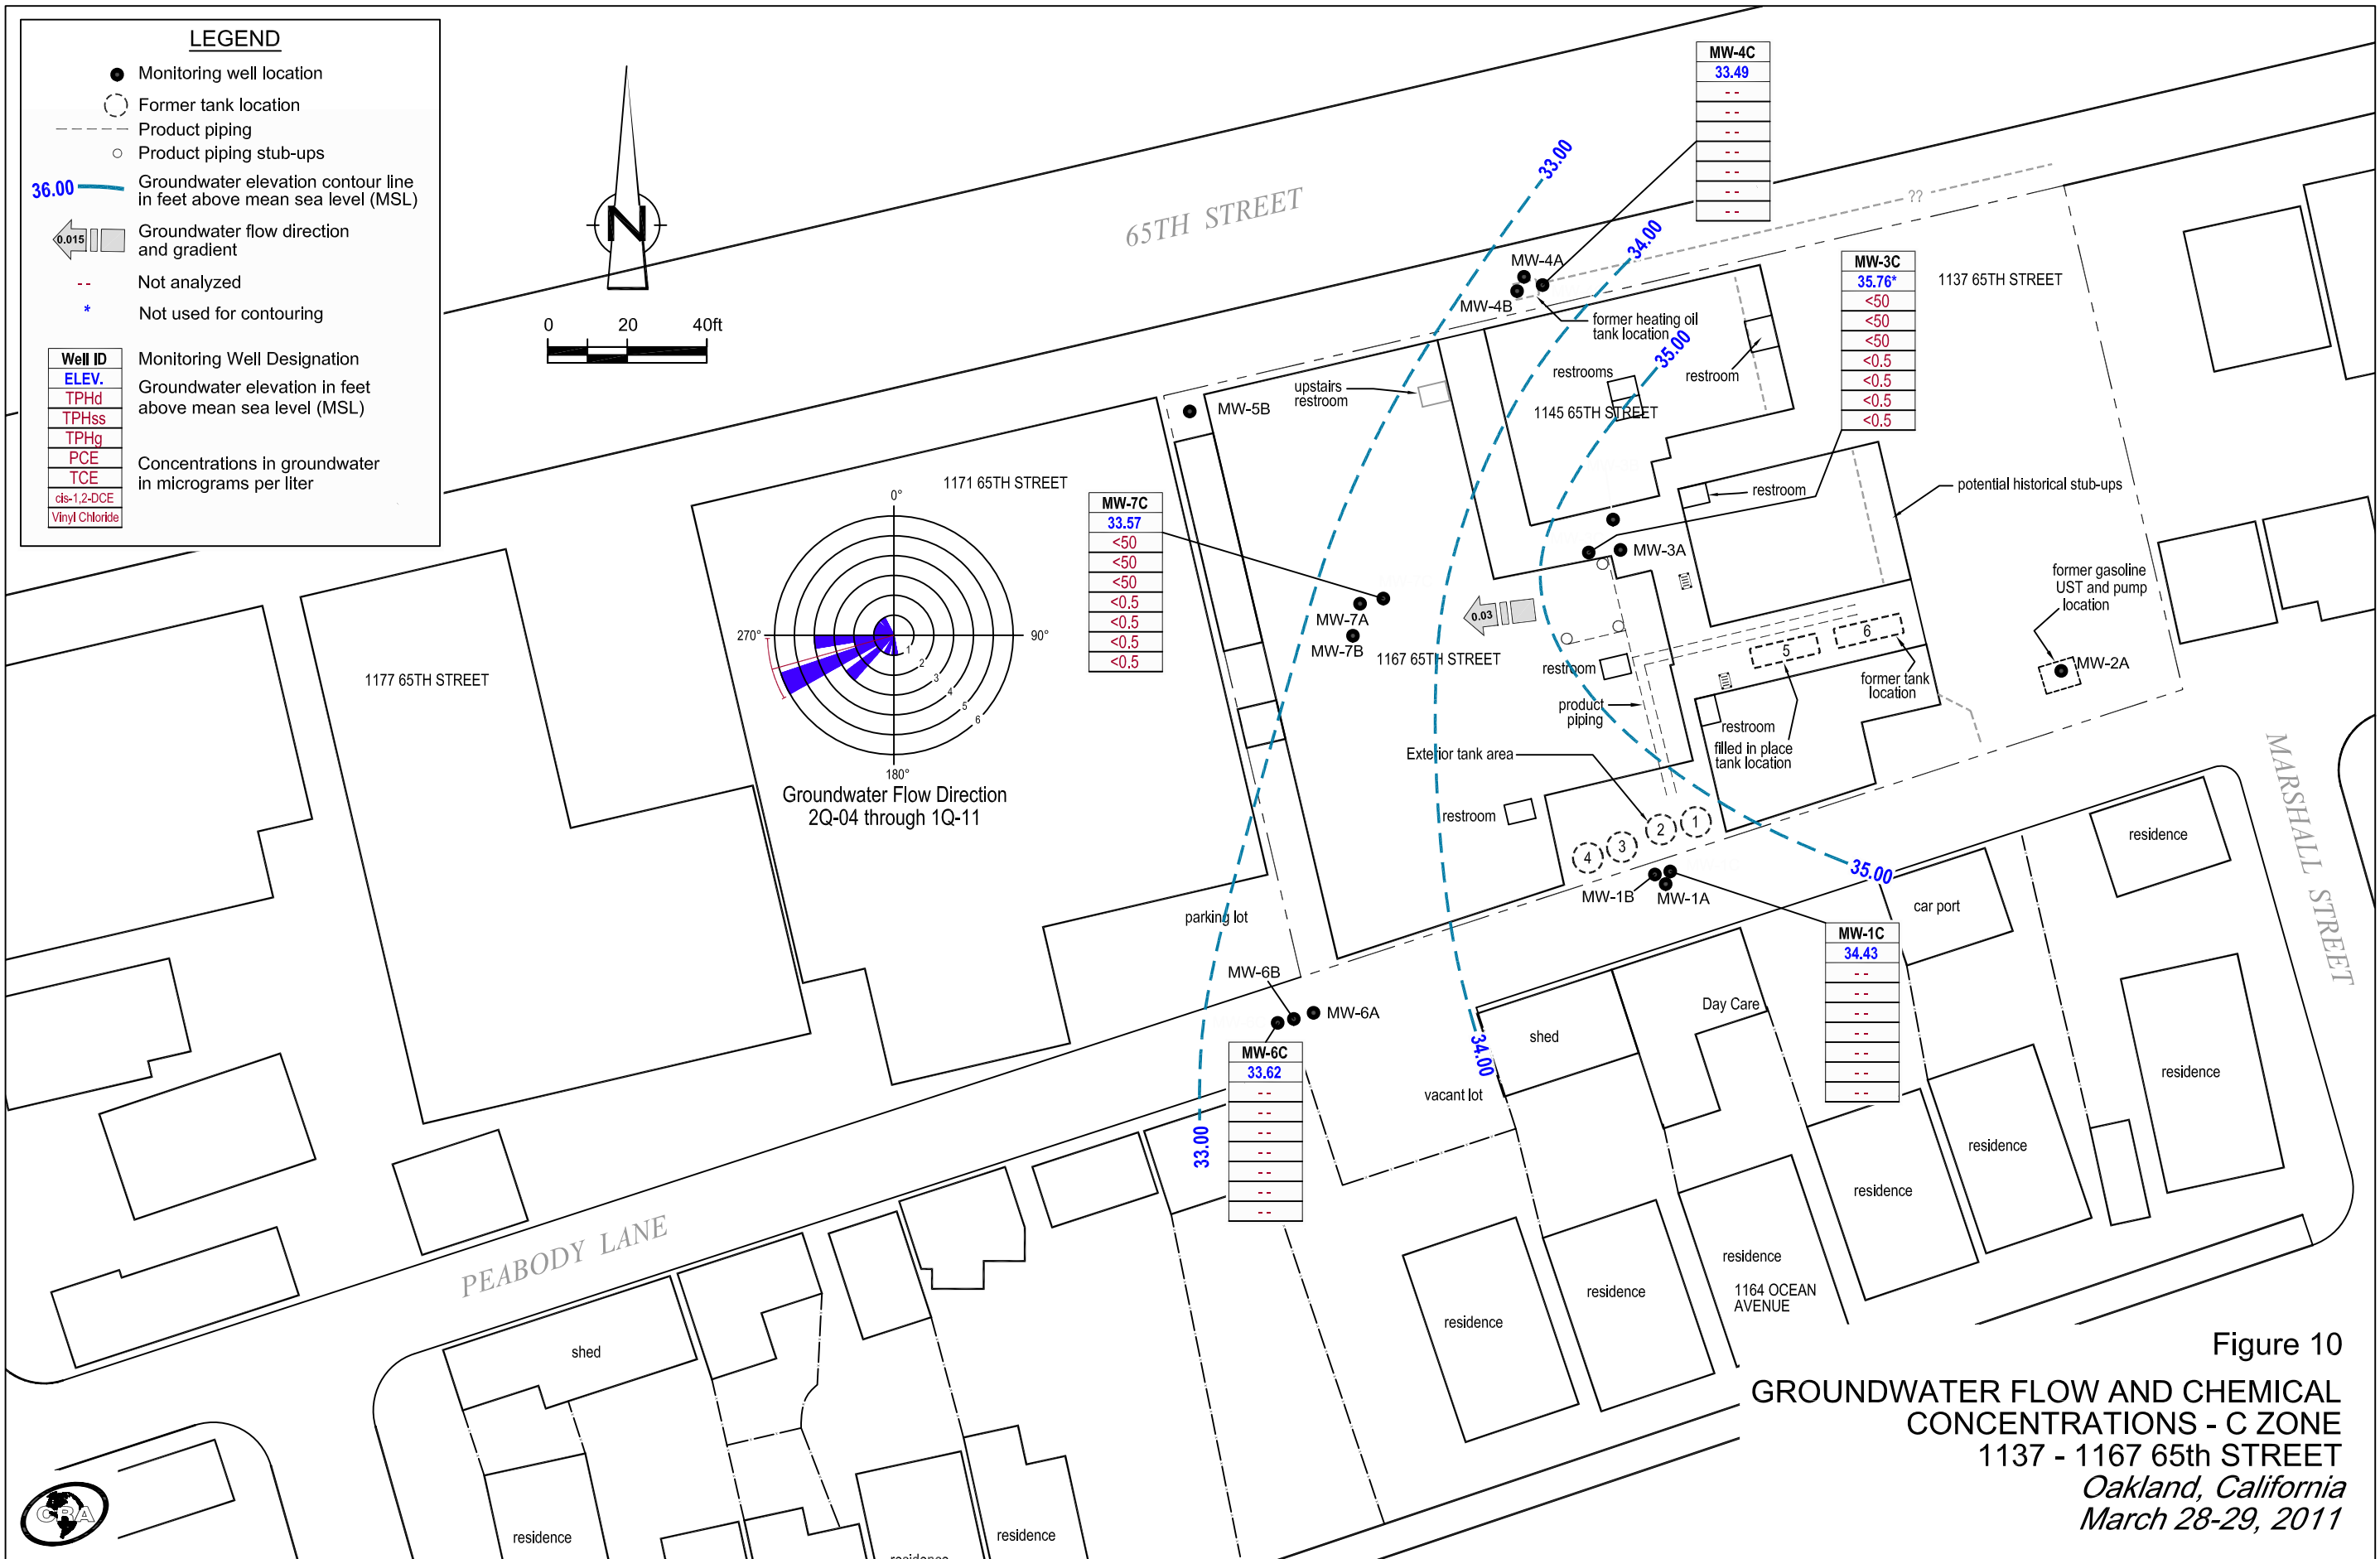 LEGEND
Monitoring well location
Former tank location
Product piping
Product piping stub-ups
36.00
Groundwater elevation contour line
in feet above mean sea level (MSL)
0.015
Groundwater flow direction
and gradient
- -
Not analyzed
*
Not used for contouring
Well ID
Monitoring Well Designation
ELEV.
Groundwater elevation in feet
above mean sea level (MSL)
TPHd
TPHss
TPHg
PCE
TCE
cis-1,2-DCE
Vinyl Chloride
Concentrations in groundwater
in micrograms per liter
N
0 20 40ft
65TH STREET
33.00
34.00
35.00
MW-4C
33.49
- -
- -
- -
- -
- -
- -
- -
??
MW-4A
MW-4B
former heating oil
tank location
MW-3C
35.76*
<50
<50
<50
<0.5
<0.5
<0.5
<0.5
1137 65TH STREET
restrooms
restroom
1145 65TH STREET
upstairs
restroom
MW-5B
1171 65TH STREET
MW-7C
33.57
<50
<50
<50
<0.5
<0.5
<0.5
<0.5
0°
90°
180°
270°
1
2
3
4
5
6
Groundwater Flow Direction
2Q-04 through 1Q-11
1177 65TH STREET
restroom
potential historical stub-ups
MW-3A
MW-7A
MW-7B
0.03
1167 65TH STREET
restroom
product
piping
5
6
former tank
location
former gasoline
UST and pump
location
MW-2A
restroom
filled in place
tank location
Exterior tank area
restroom
1
2
3
4
MW-1B
MW-1A
35.00
MARSHALL STREET
residence
car port
MW-1C
34.43
- -
- -
- -
- -
- -
- -
- -
parking lot
MW-6B
MW-6A
MW-6C
33.62
- -
- -
- -
- -
- -
- -
- -
33.00
34.00
shed
Day Care
vacant lot
residence
residence
residence
residence
1164 OCEAN
AVENUE
residence
residence
PEABODY LANE
shed
residence
residence
residence
Figure 10
GROUNDWATER FLOW AND CHEMICAL
CONCENTRATIONS - C ZONE
1137 - 1167 65th STREET
Oakland, California
March 28-29, 2011
CRA